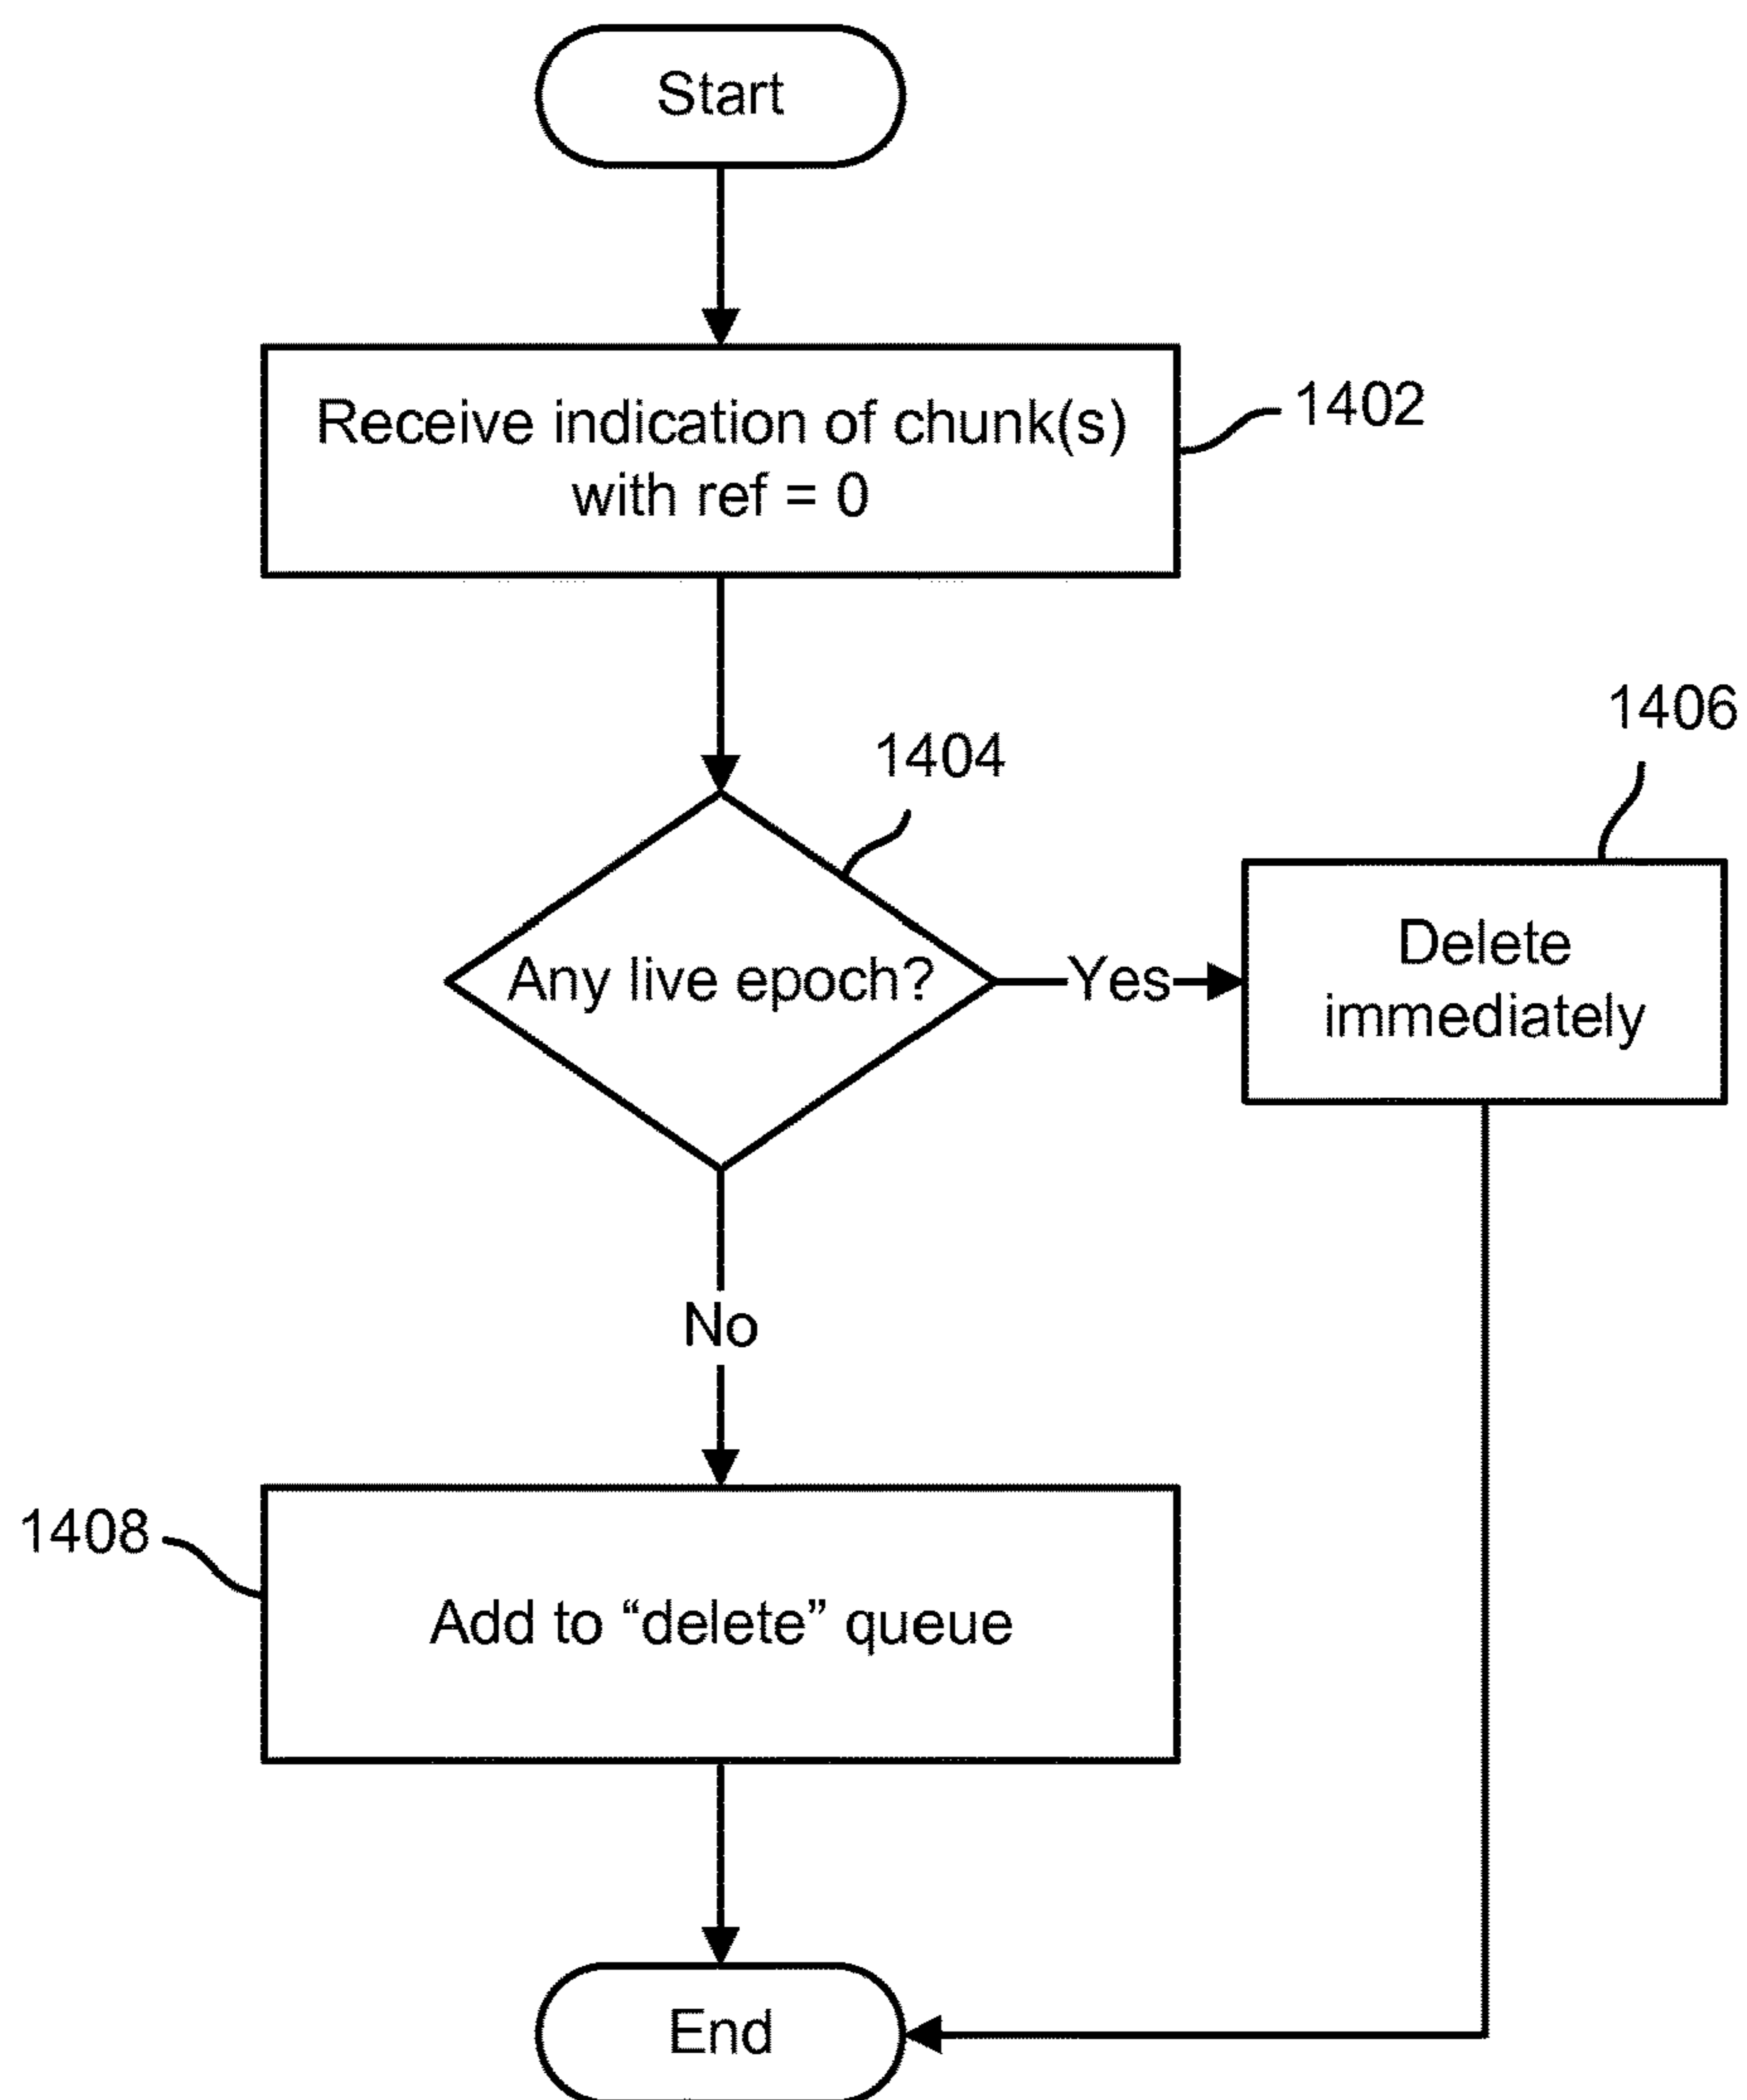 Start
Receive indication of chunk(s)
with ref = 0
1402
1404
1406
Any live epoch?
Yes
Delete
immediately
No
1408
Add to “delete” queue
End